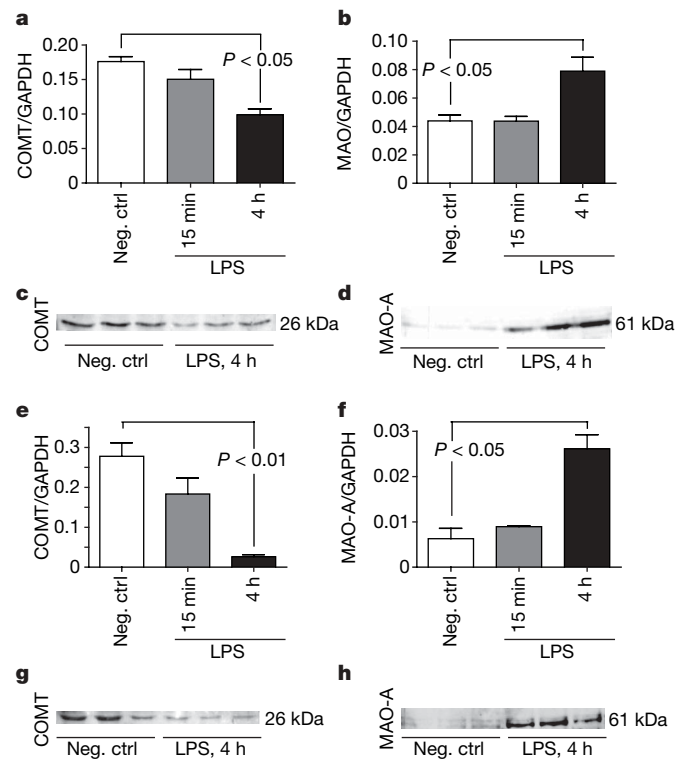 a
COMT/GAPDH
0.20
0.15
0.10
0.05
0
P < 0.05
Neg. ctrl
15 min
4 h
LPS
b
MAO/GAPDH
0.10
0.08
0.06
0.04
0.02
0
P < 0.05
Neg. ctrl
15 min
4 h
LPS
c
COMT
26 kDa
Neg. ctrl
LPS, 4 h
d
MAO-A
61 kDa
Neg. ctrl
LPS, 4 h
e
COMT/GAPDH
0.3
0.2
0.1
0
P < 0.01
Neg. ctrl
15 min
4 h
LPS
f
MAO-A/GAPDH
0.03
0.02
0.01
0
P < 0.05
Neg. ctrl
15 min
4 h
LPS
g
COMT
26 kDa
Neg. ctrl
LPS, 4 h
h
MAO-A
61 kDa
Neg. ctrl
LPS, 4 h